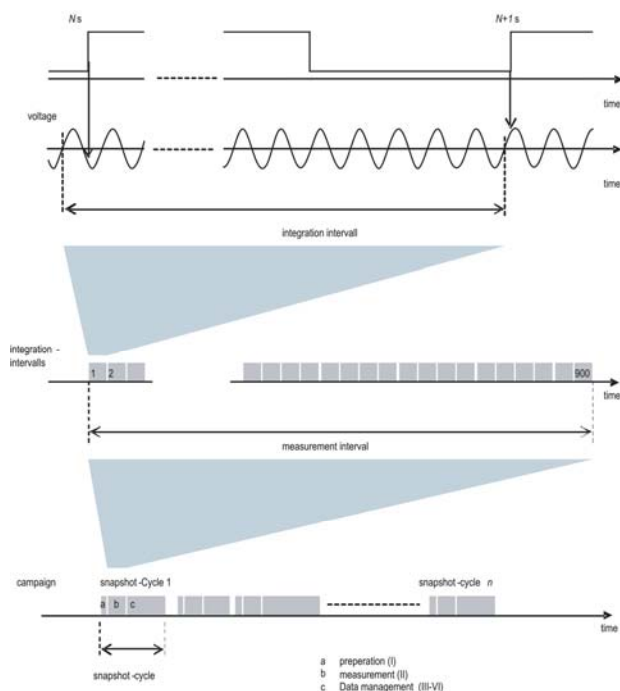 N s
N+1 s
time
voltage
time
integration intervall
integration -
intervalls
1 2
900
time
measurement interval
campaign
snapshot-Cycle 1
snapshot-cycle n
a b c
time
snapshot-cycle
a preperation (I)
b measurement (II)
c Data management (III-VI)